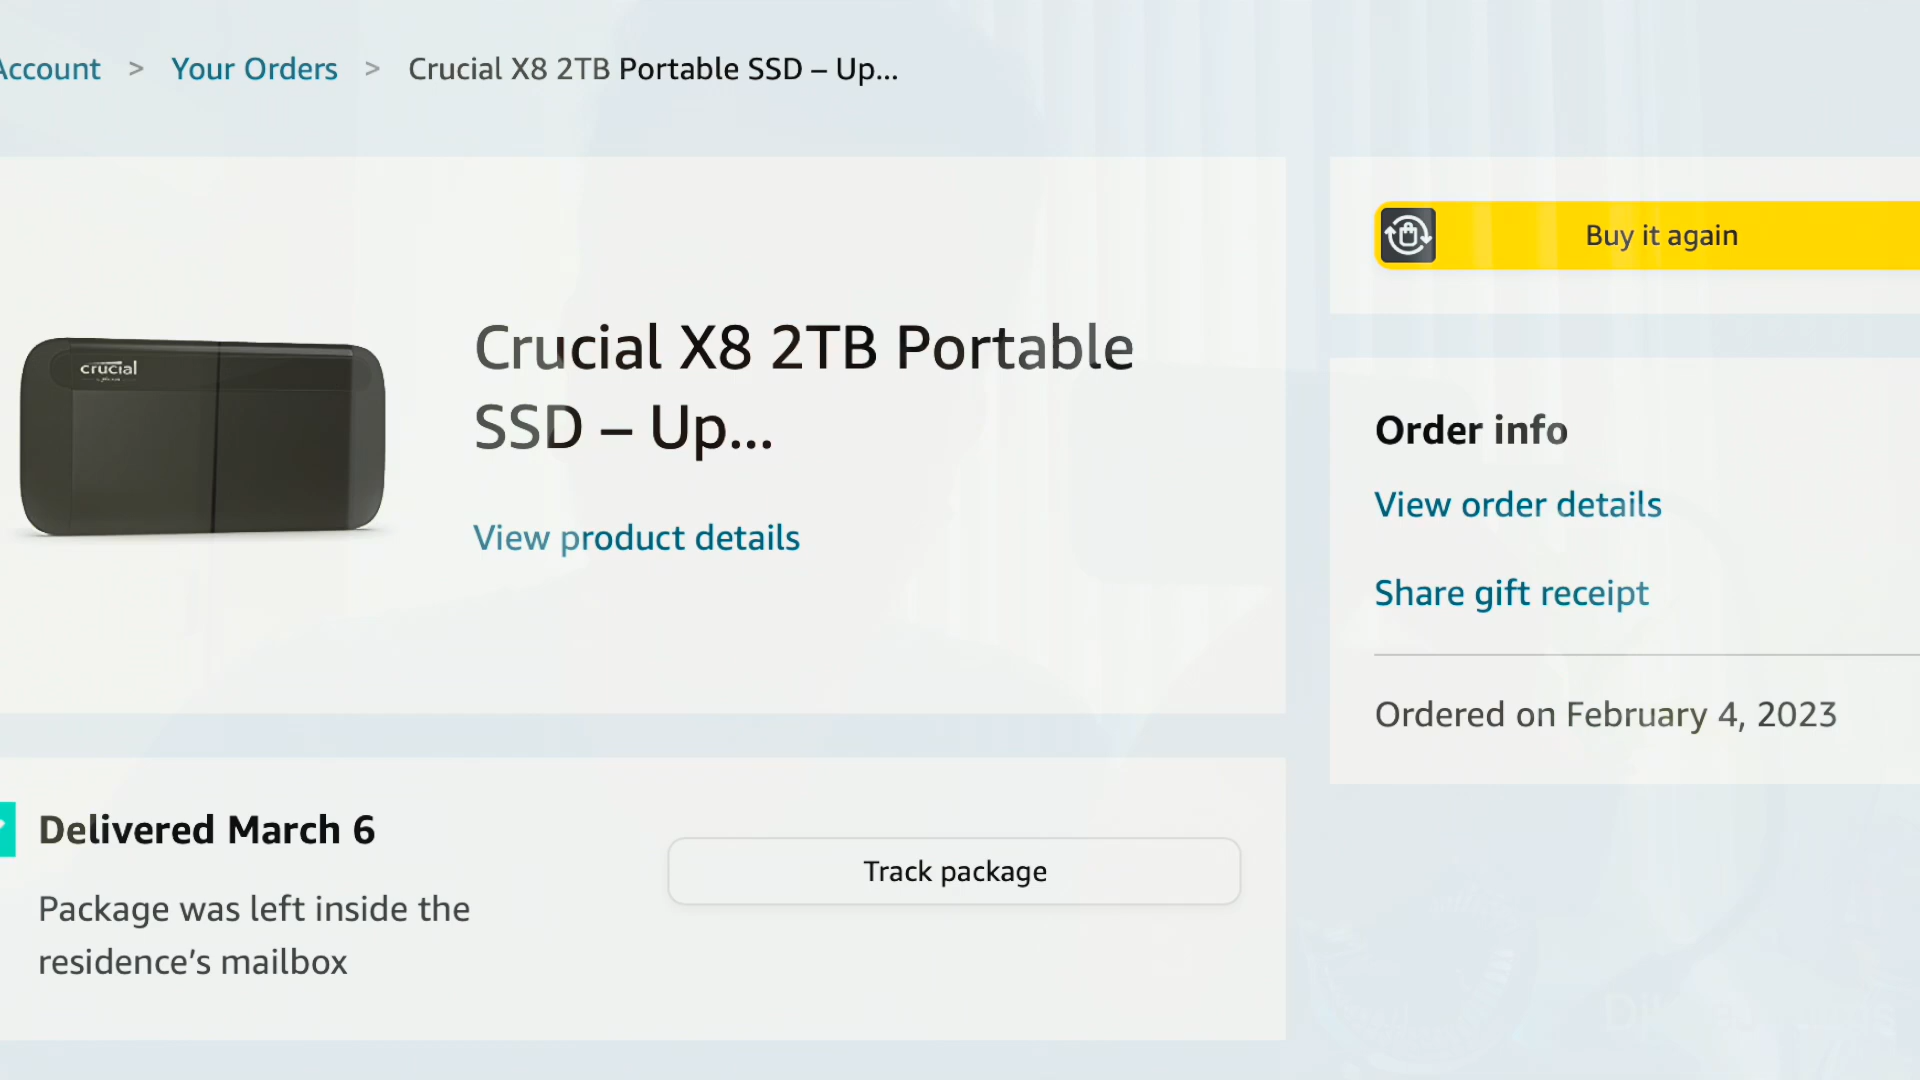 Account > Your Orders > Crucial X8 2TB Portable SSD – Up...
Buy it again
crucial
Crucial X8 2TB Portable
SSD – Up...
View product details
Order info
View order details
Share gift receipt
Ordered on February 4, 2023
Delivered March 6
Package was left inside the
residence’s mailbox
Track package